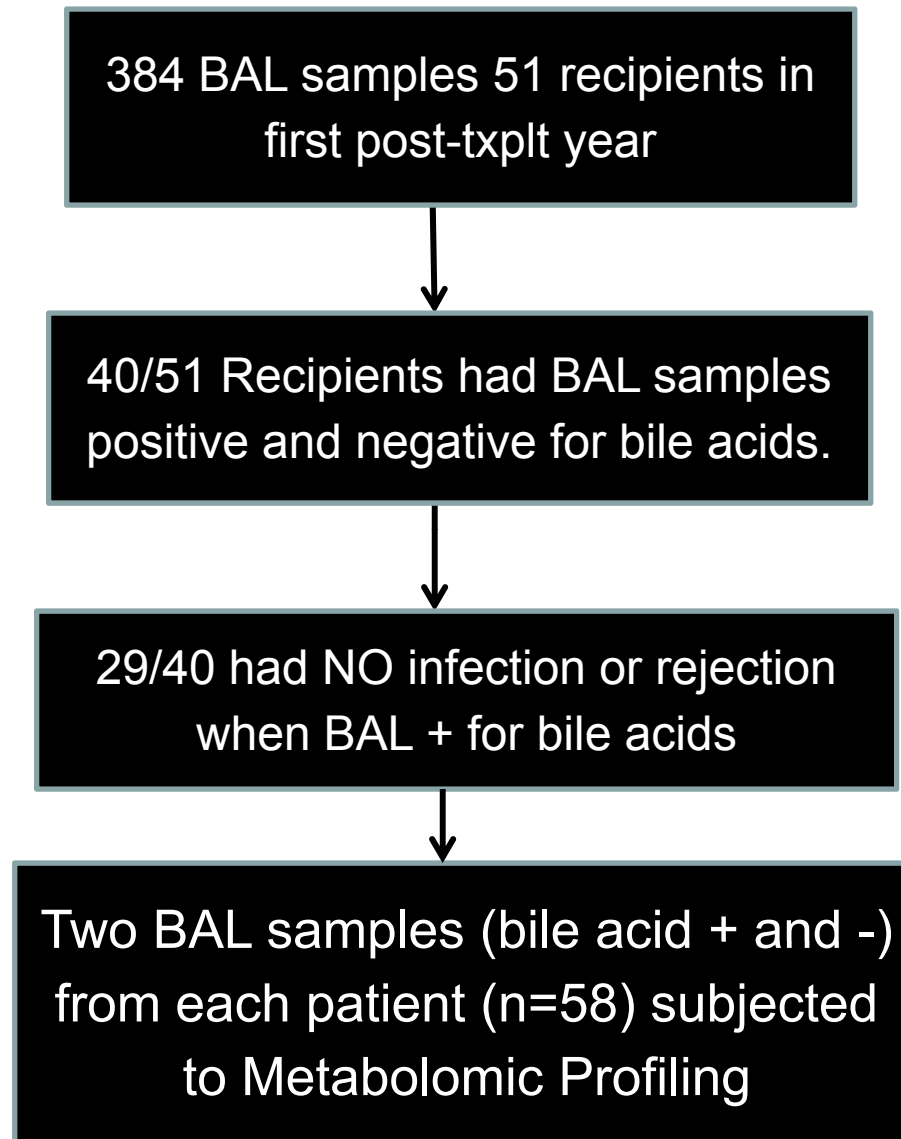 384 BAL samples 51 recipients in
first post-txplt year
40/51 Recipients had BAL samples
positive and negative for bile acids.
29/40 had NO infection or rejection
when BAL + for bile acids
Two BAL samples (bile acid + and -)
from each patient (n=58) subjected
to Metabolomic Profiling